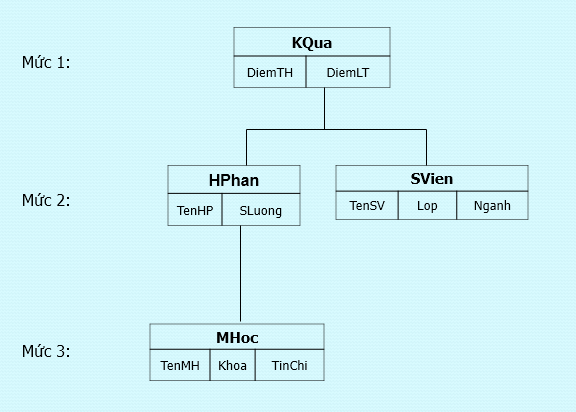 KQua
Mức 1:
DiemTH DiemLT
HPhan SVien
Mức 2:
TenHP SLuong TenSV Lop Nganh
MHoc
Mức 3:
TenMH Khoa TinChi